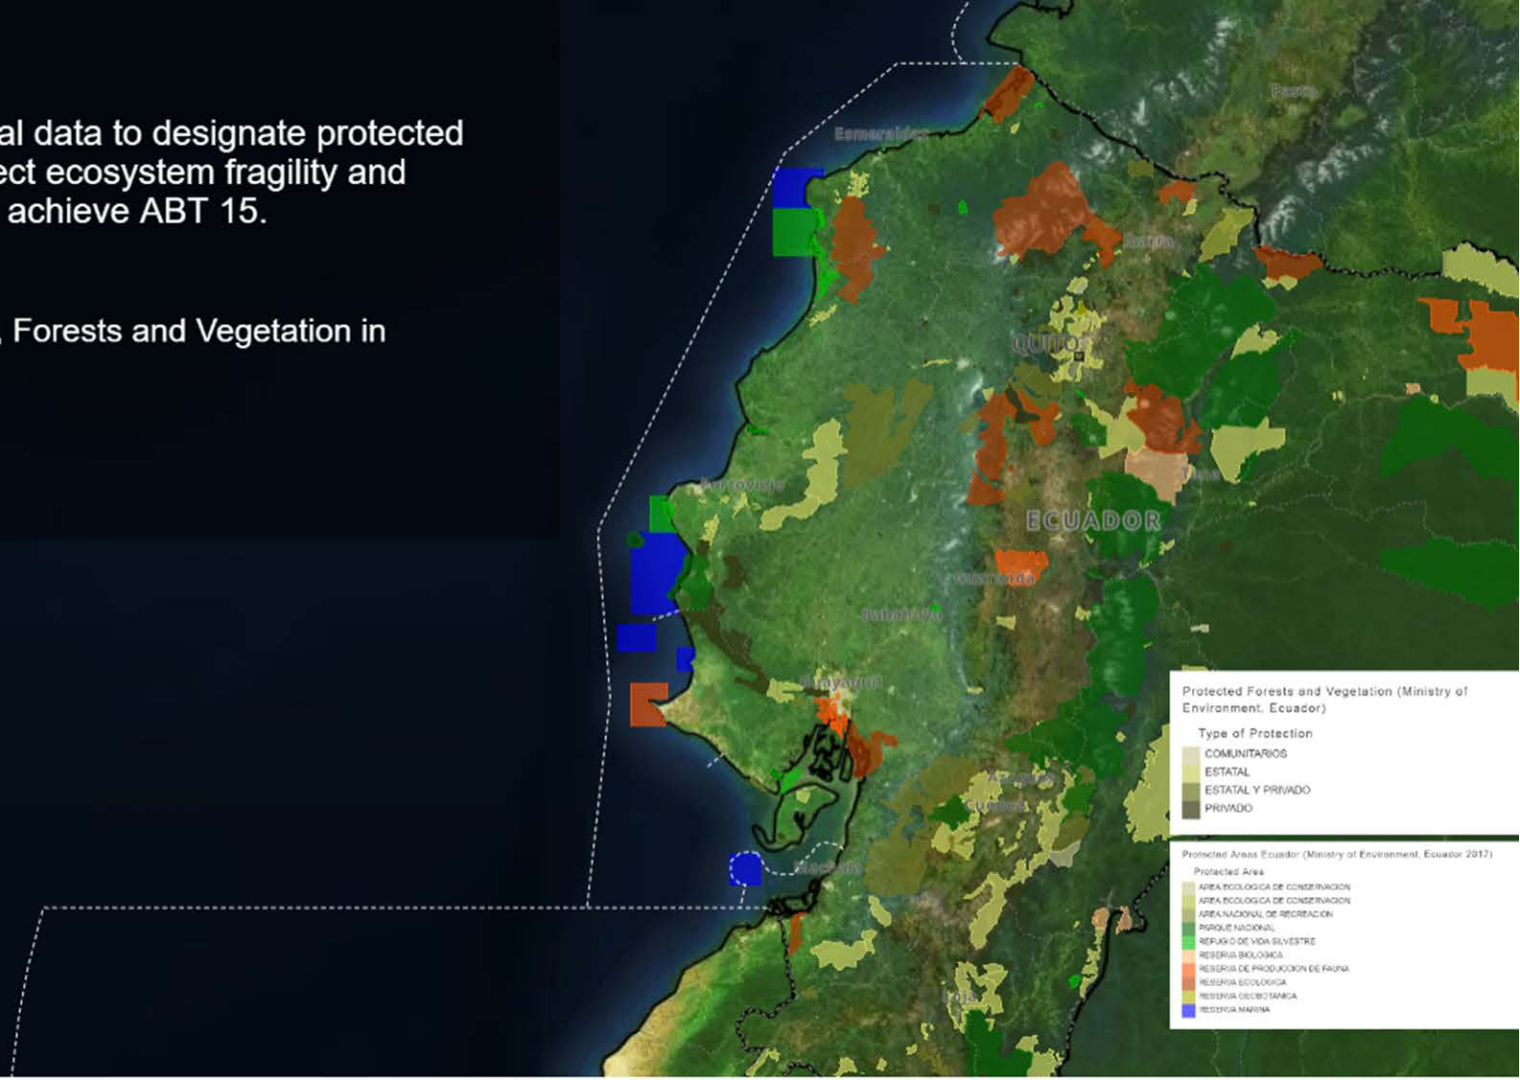 al data to designate protected
ect ecosystem fragility and
achieve ABT 15.
, Forests and Vegetation in
Pasto
Esmeraldas
Ibarra
QUITO
Portoviejo
Tena
ECUADOR
Guaranda
Babahoyo
Guayaquil
Azogues
Cuenca
Machala
Loja
Protected Forests and Vegetation (Ministry of
Environment, Ecuador)
Type of Protection
COMUNITARIOS
ESTATAL
ESTATAL Y PRIVADO
PRIVADO
Protected Areas Ecuador (Ministry of Environment, Ecuador 2017)
Protected Area
AREA ECOLOGICA DE CONSERVACION
AREA ECOLOGICA DE CONSERVACION
AREA NACIONAL DE RECREACION
PARQUE NACIONAL
REFUGIO DE VIDA SILVESTRE
RESERVA BIOLOGICA
RESERVA DE PRODUCCION DE FAUNA
RESERVA ECOLOGICA
RESERVA GEOBOTANICA
RESERVA MARINA